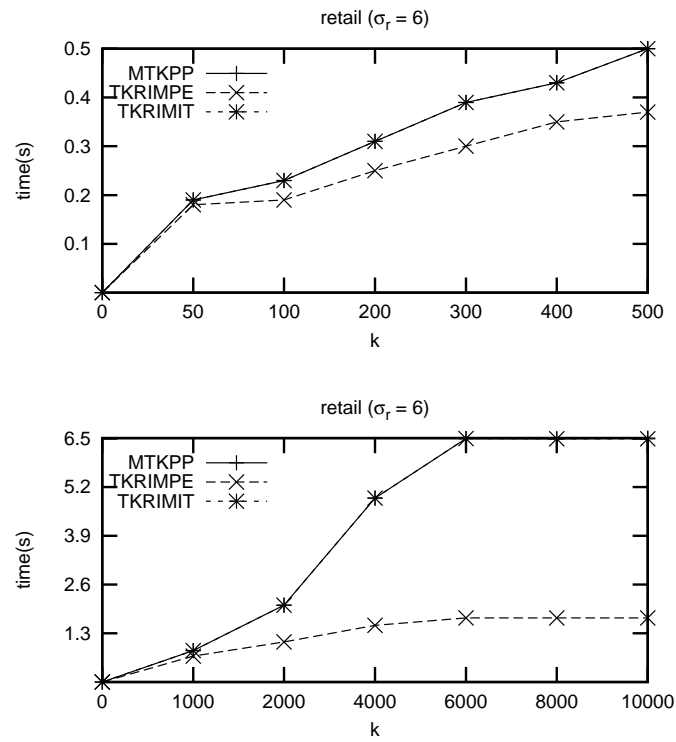 retail (σr = 6)
0.5
0.4
0.3
0.2
0.1
time(s)
MTKPP
TKRIMPE
TKRIMIT
0 50 100 200 300 400 500
k
retail (σr = 6)
6.5
5.2
3.9
2.6
1.3
time(s)
MTKPP
TKRIMPE
TKRIMIT
0 1000 2000 4000 6000 8000 10000
k